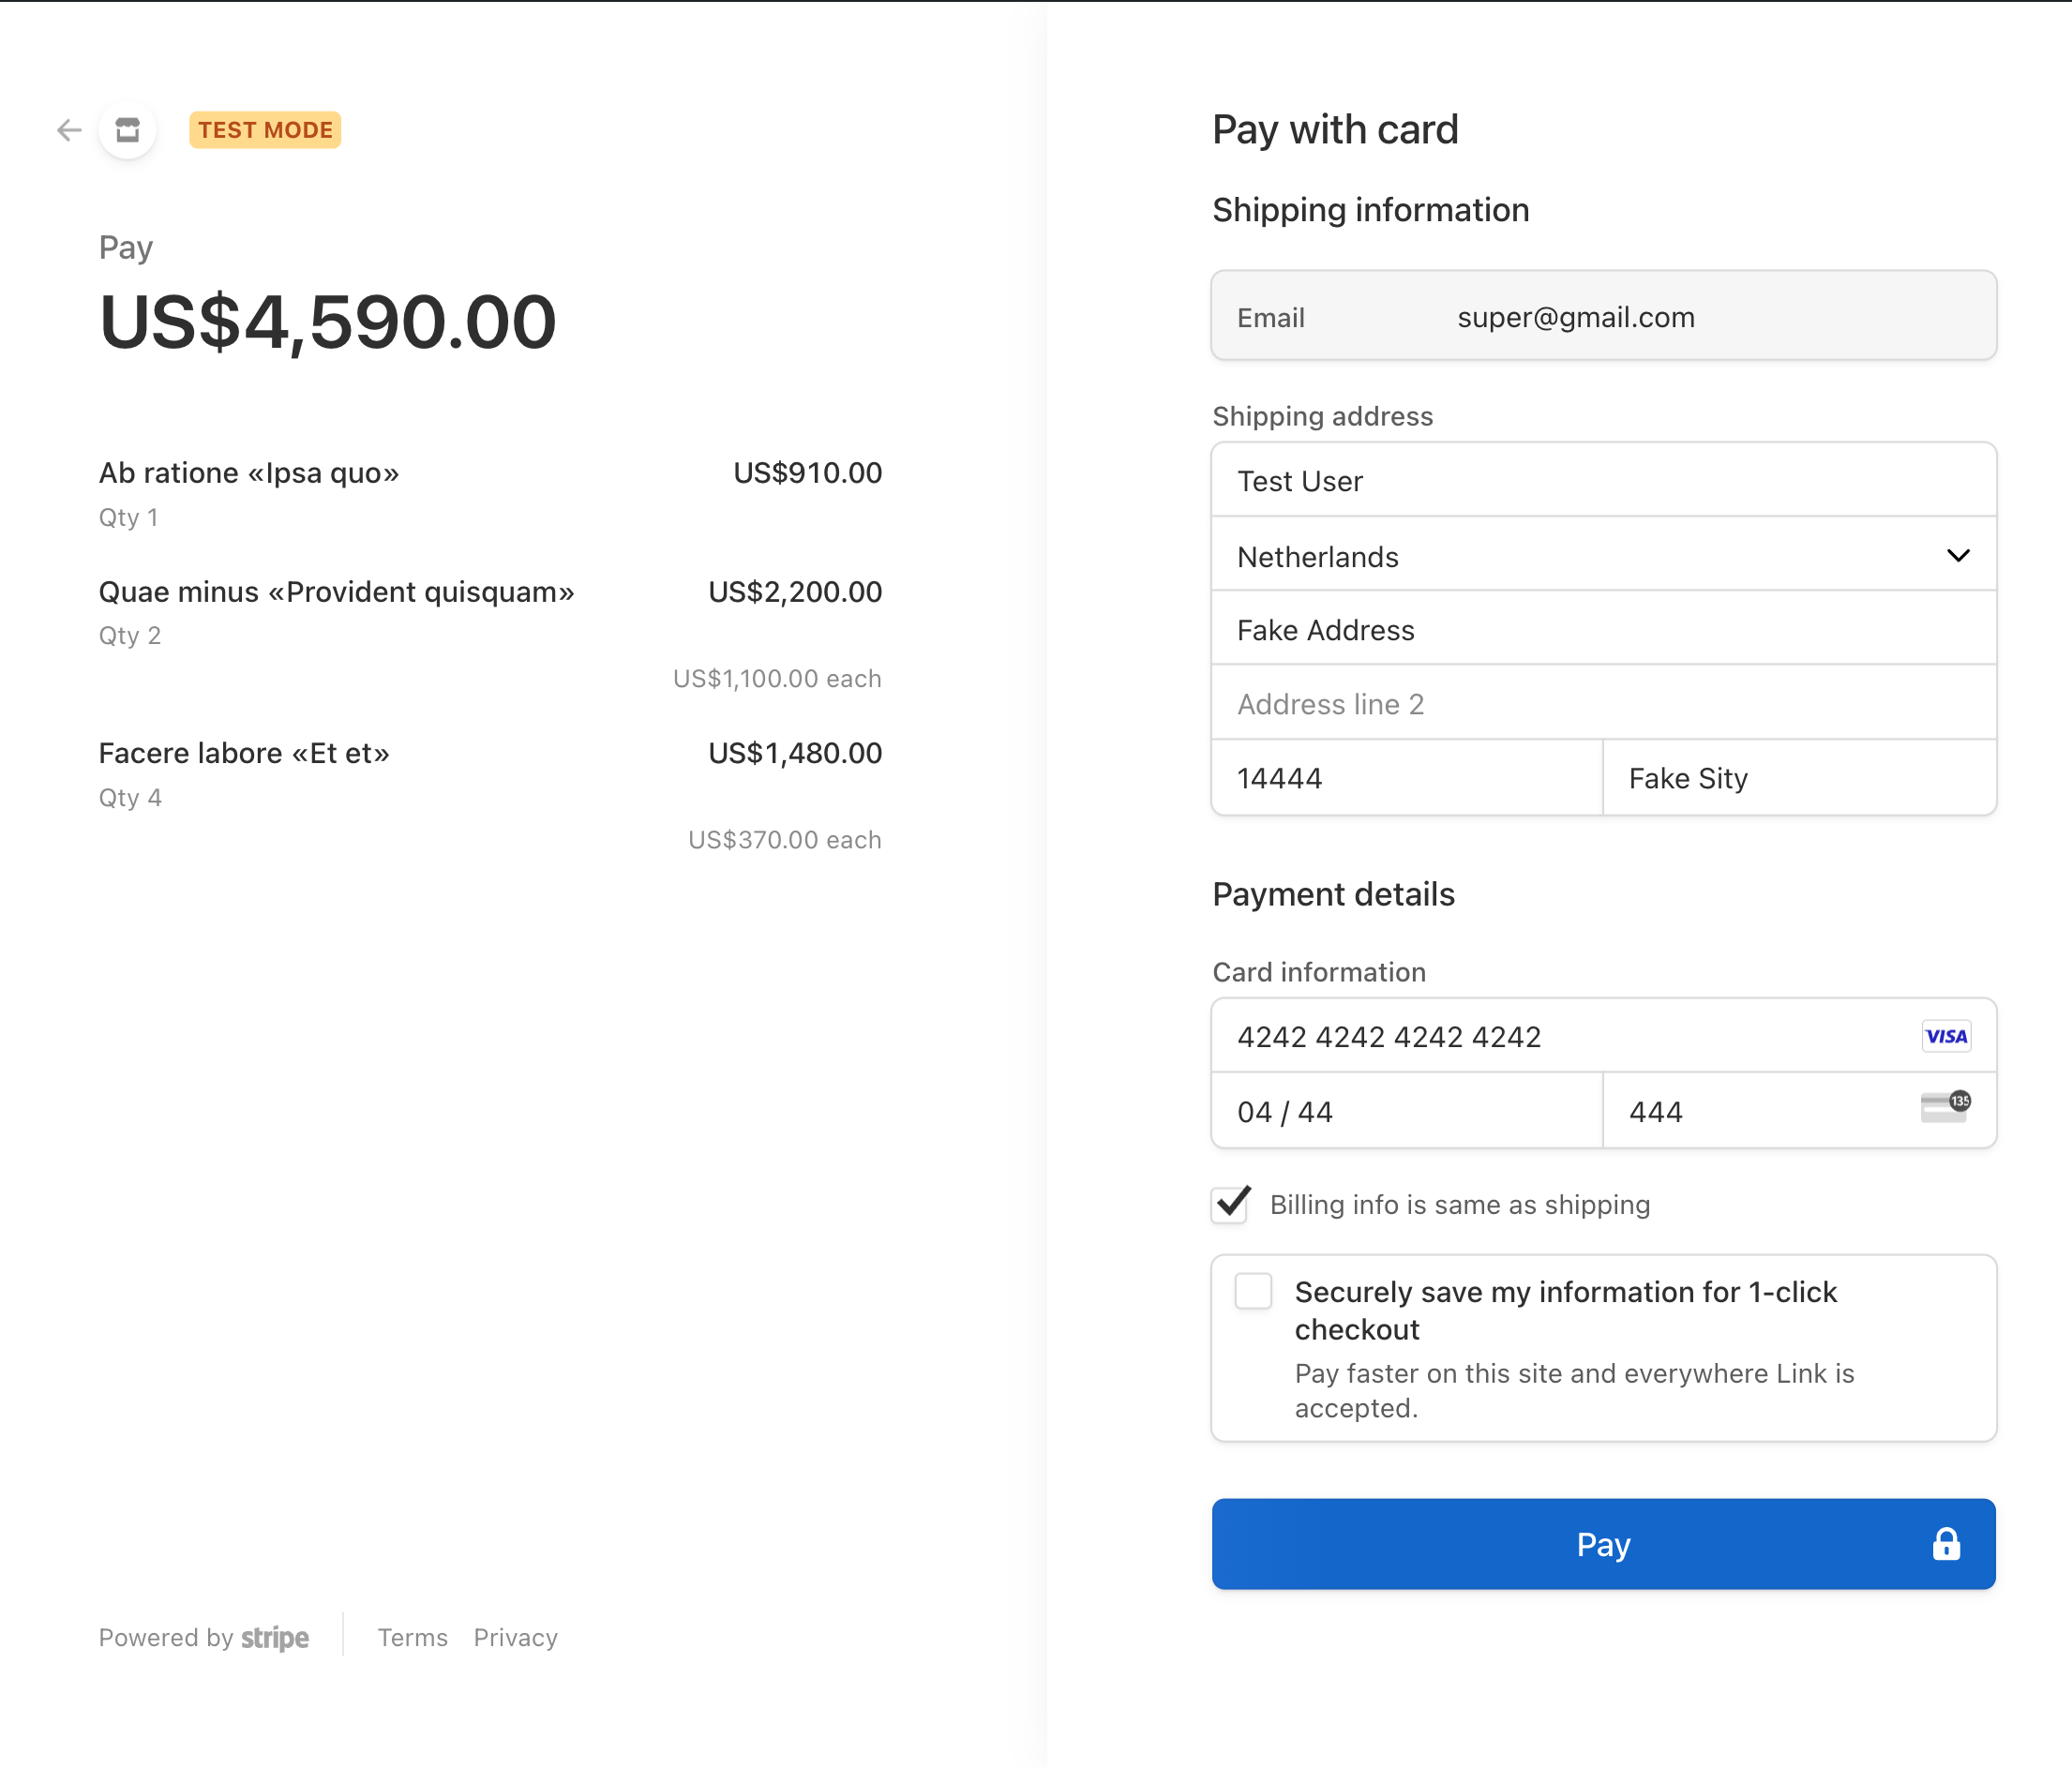 TEST MODE
Pay
US$4,590.00
Ab ratione «Ipsa quo» US$910.00
Qty 1
Quae minus «Provident quisquam» US$2,200.00
Qty 2
US$1,100.00 each
Facere labore «Et et» US$1,480.00
Qty 4
US$370.00 each
Powered by stripe Terms Privacy
Pay with card
Shipping information
Email super@gmail.com
Shipping address
Test User
Netherlands
Fake Address
Address line 2
14444 Fake Sity
Payment details
Card information
4242 4242 4242 4242 VISA
04 / 44 444 135
Billing info is same as shipping
Securely save my information for 1-click
checkout
Pay faster on this site and everywhere Link is
accepted.
Pay